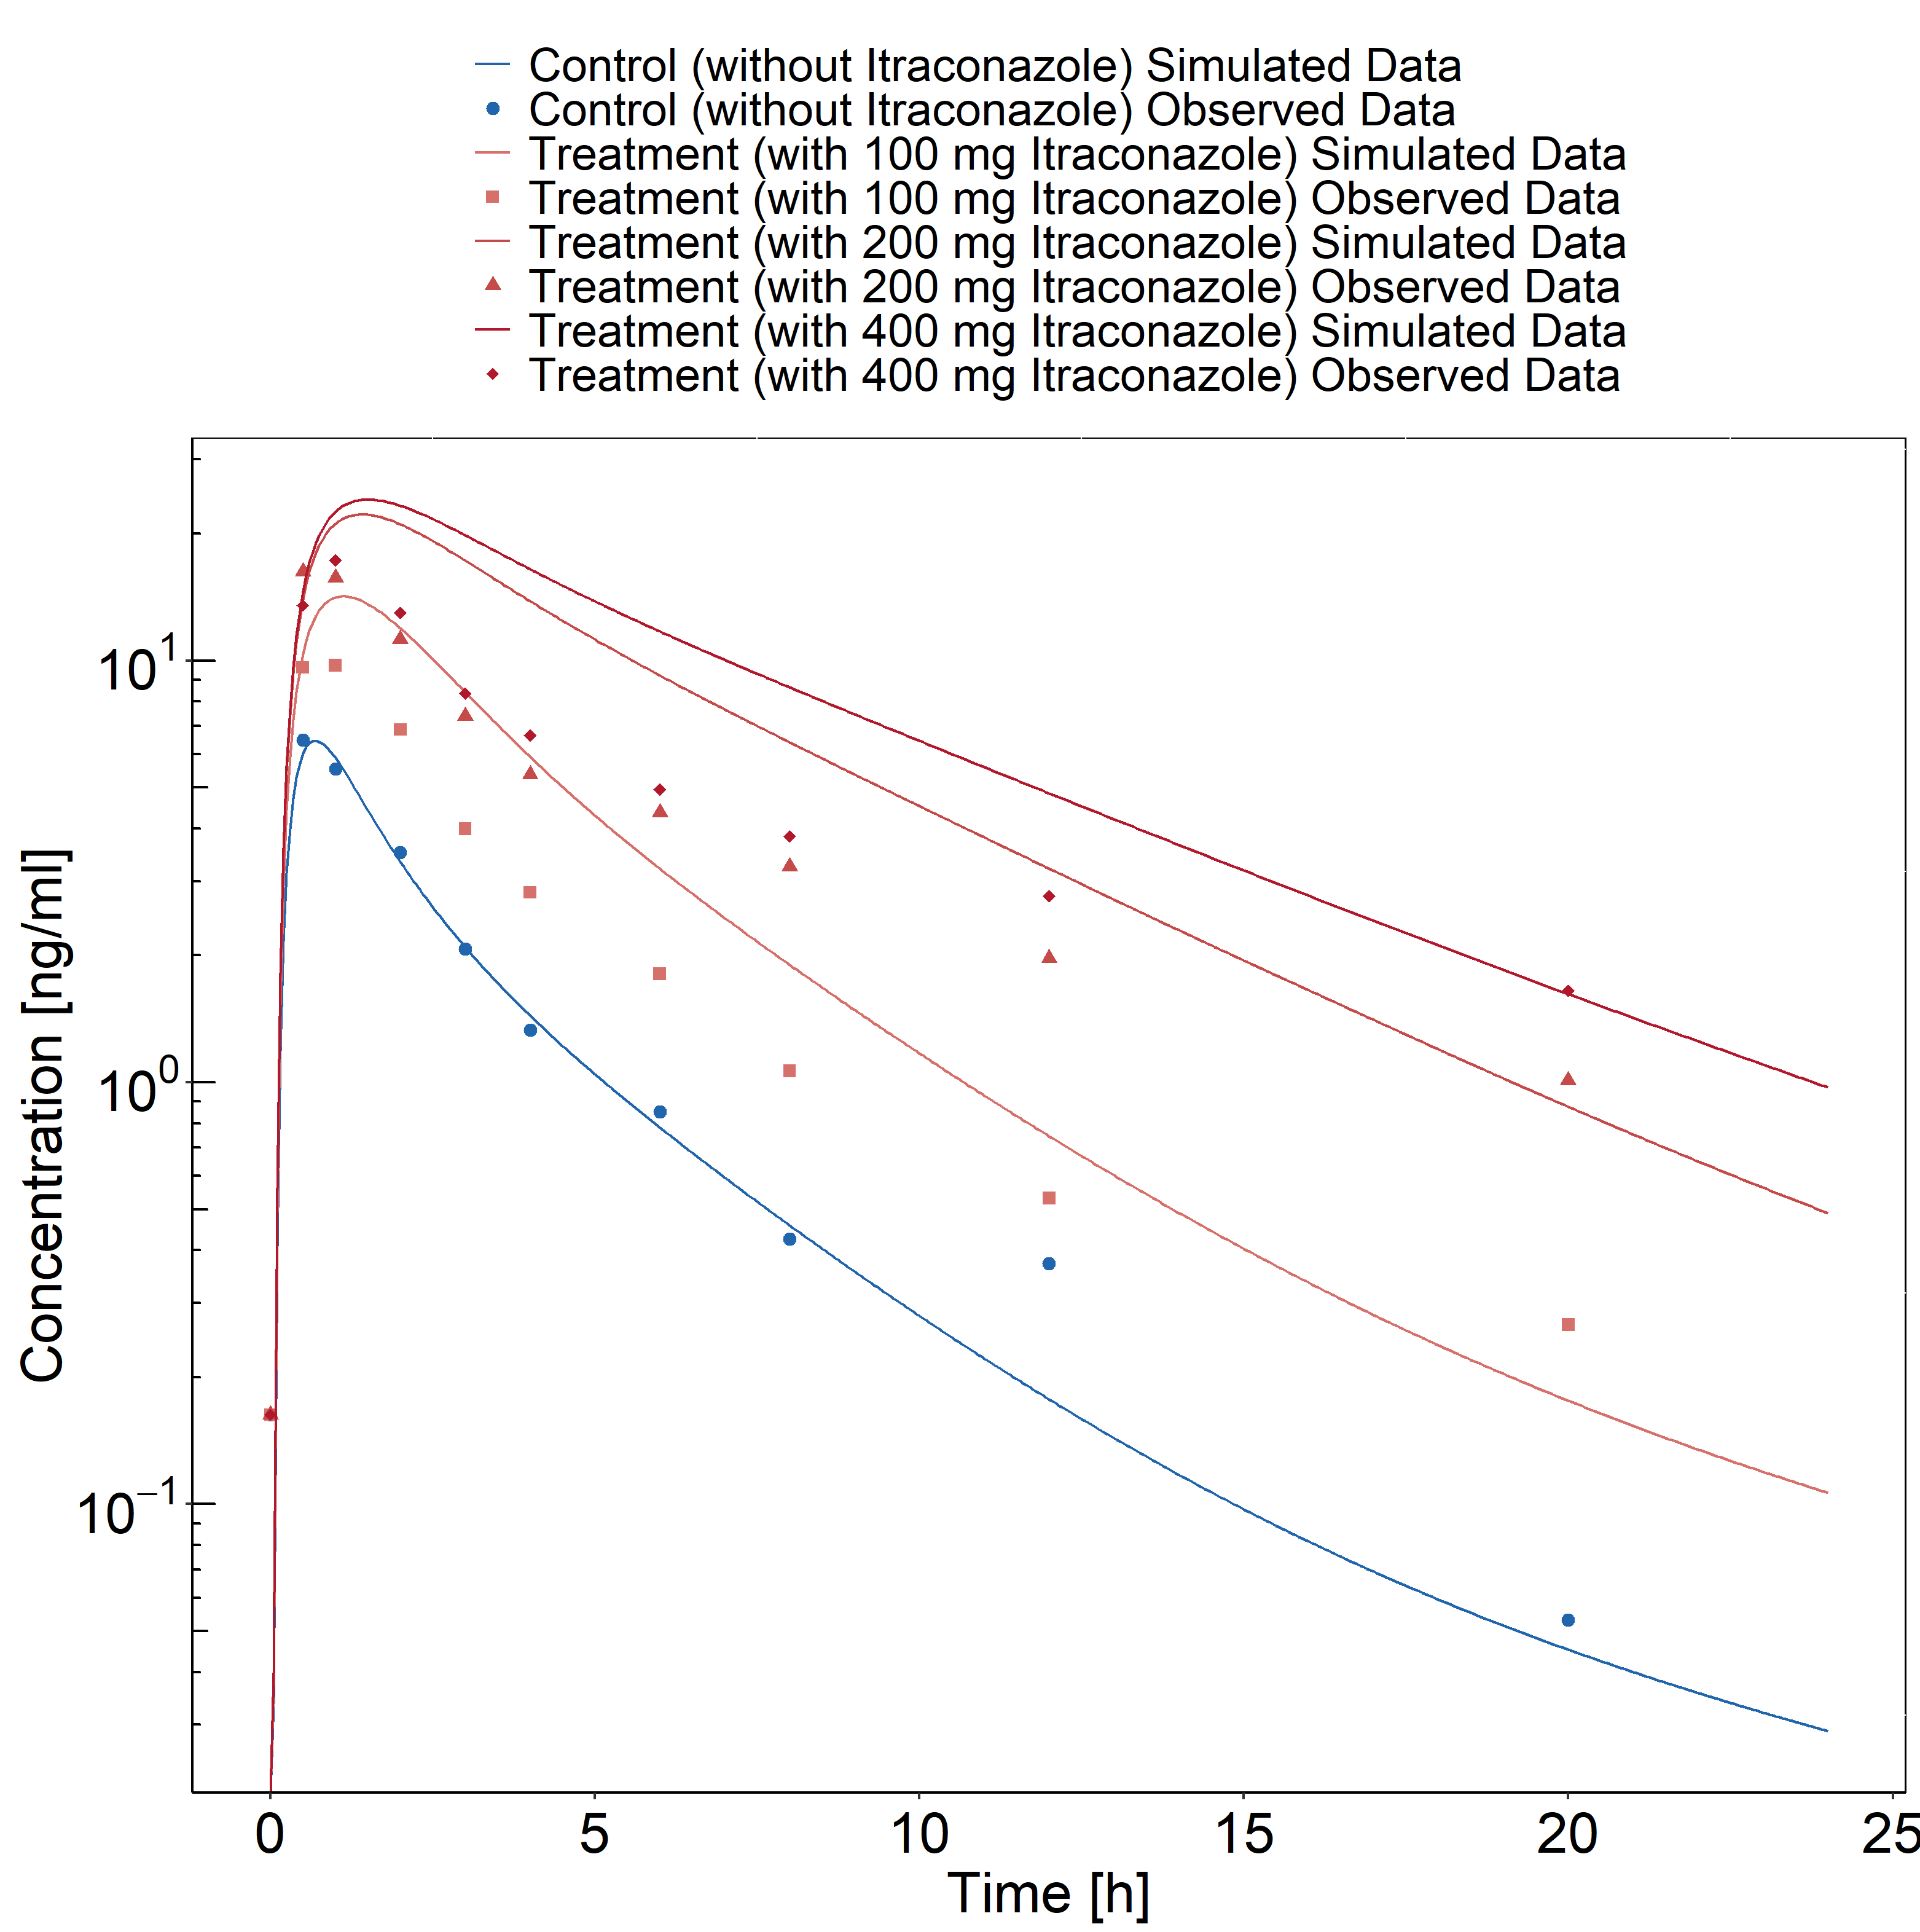 Control (without Itraconazole) Simulated Data
Control (without Itraconazole) Observed Data
Treatment (with 100 mg Itraconazole) Simulated Data
Treatment (with 100 mg Itraconazole) Observed Data
Treatment (with 200 mg Itraconazole) Simulated Data
Treatment (with 200 mg Itraconazole) Observed Data
Treatment (with 400 mg Itraconazole) Simulated Data
Treatment (with 400 mg Itraconazole) Observed Data
Concentration [ng/ml]
10¹
10⁰
10⁻¹
0 5 10 15 20 25
Time [h]